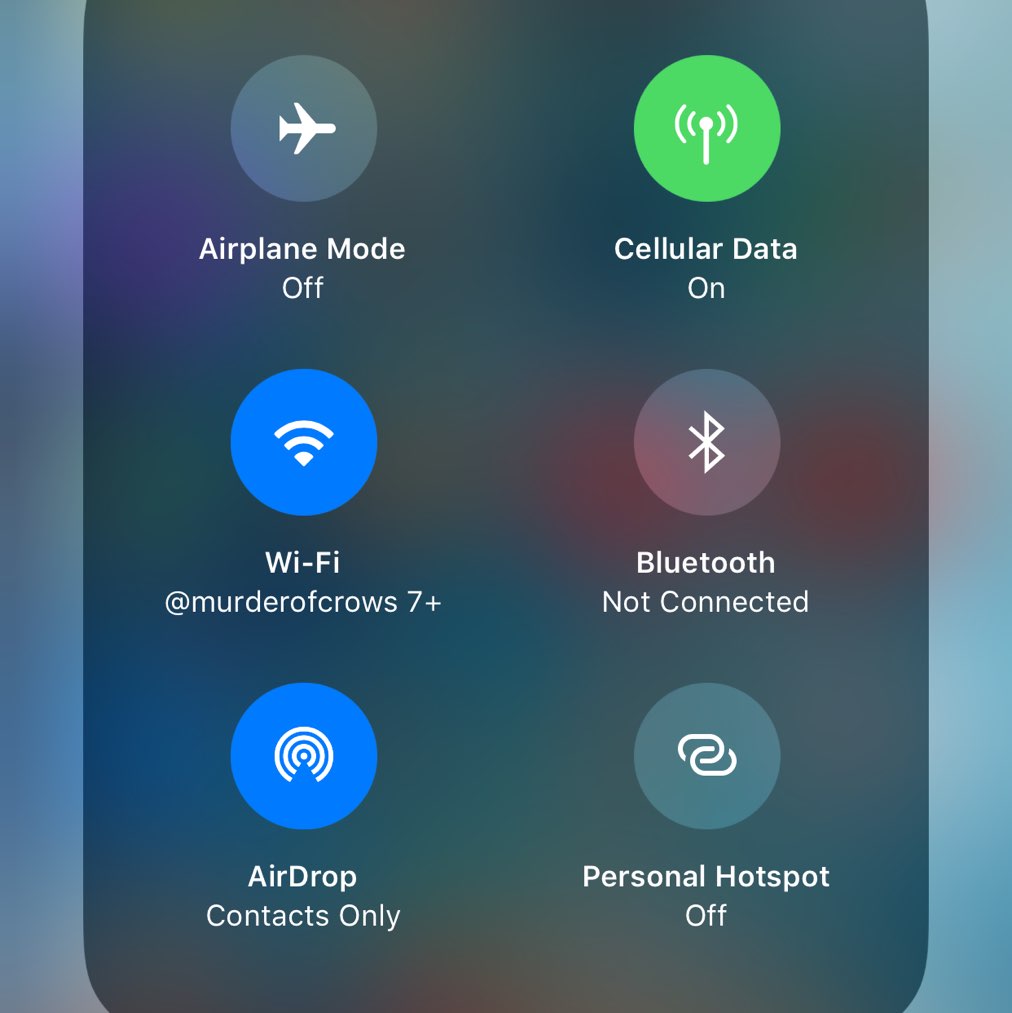 Airplane Mode
Off
Cellular Data
On
Wi-Fi
@murderofcrows 7+
Bluetooth
Not Connected
AirDrop
Contacts Only
Personal Hotspot
Off